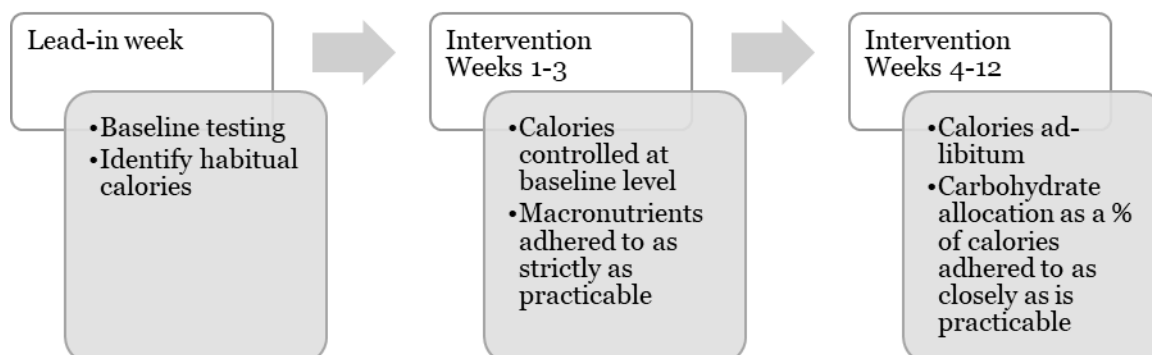 Lead-in week
•Baseline testing
•Identify habitual
calories
Intervention
Weeks 1-3
•Calories
controlled at
baseline level
•Macronutrients
adhered to as
strictly as
practicable
Intervention
Weeks 4-12
•Calories ad-
libitum
•Carbohydrate
allocation as a %
of calories
adhered to as
closely as is
practicable